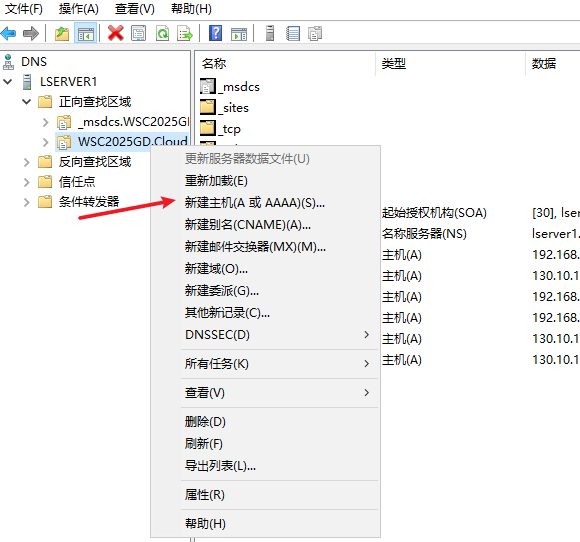 文件(F) 操作(A) 查看(V) 帮助(H)
DNS
LSERVER1
正向查找区域
_msdcs.WSC2025GI
WSC2025GD.Cloud
反向查找区域
信任点
条件转发器
名称 类型 数据
_msdcs
_sites
_tcp
起始授权机构(SOA) [30], lser
名称服务器(NS) lserver1.
主机(A) 192.168.
主机(A) 130.10.1
主机(A) 192.168.
主机(A) 130.10.1
主机(A) 130.10.1
更新服务器数据文件(U)
重新加载(E)
新建主机(A 或 AAAA)(S)...
新建别名(CNAME)(A)...
新建邮件交换器(MX)(M)...
新建域(O)...
新建委派(G)...
其他新记录(C)...
DNSSEC(D)
所有任务(K)
查看(V)
删除(D)
刷新(F)
导出列表(L)...
属性(R)
帮助(H)